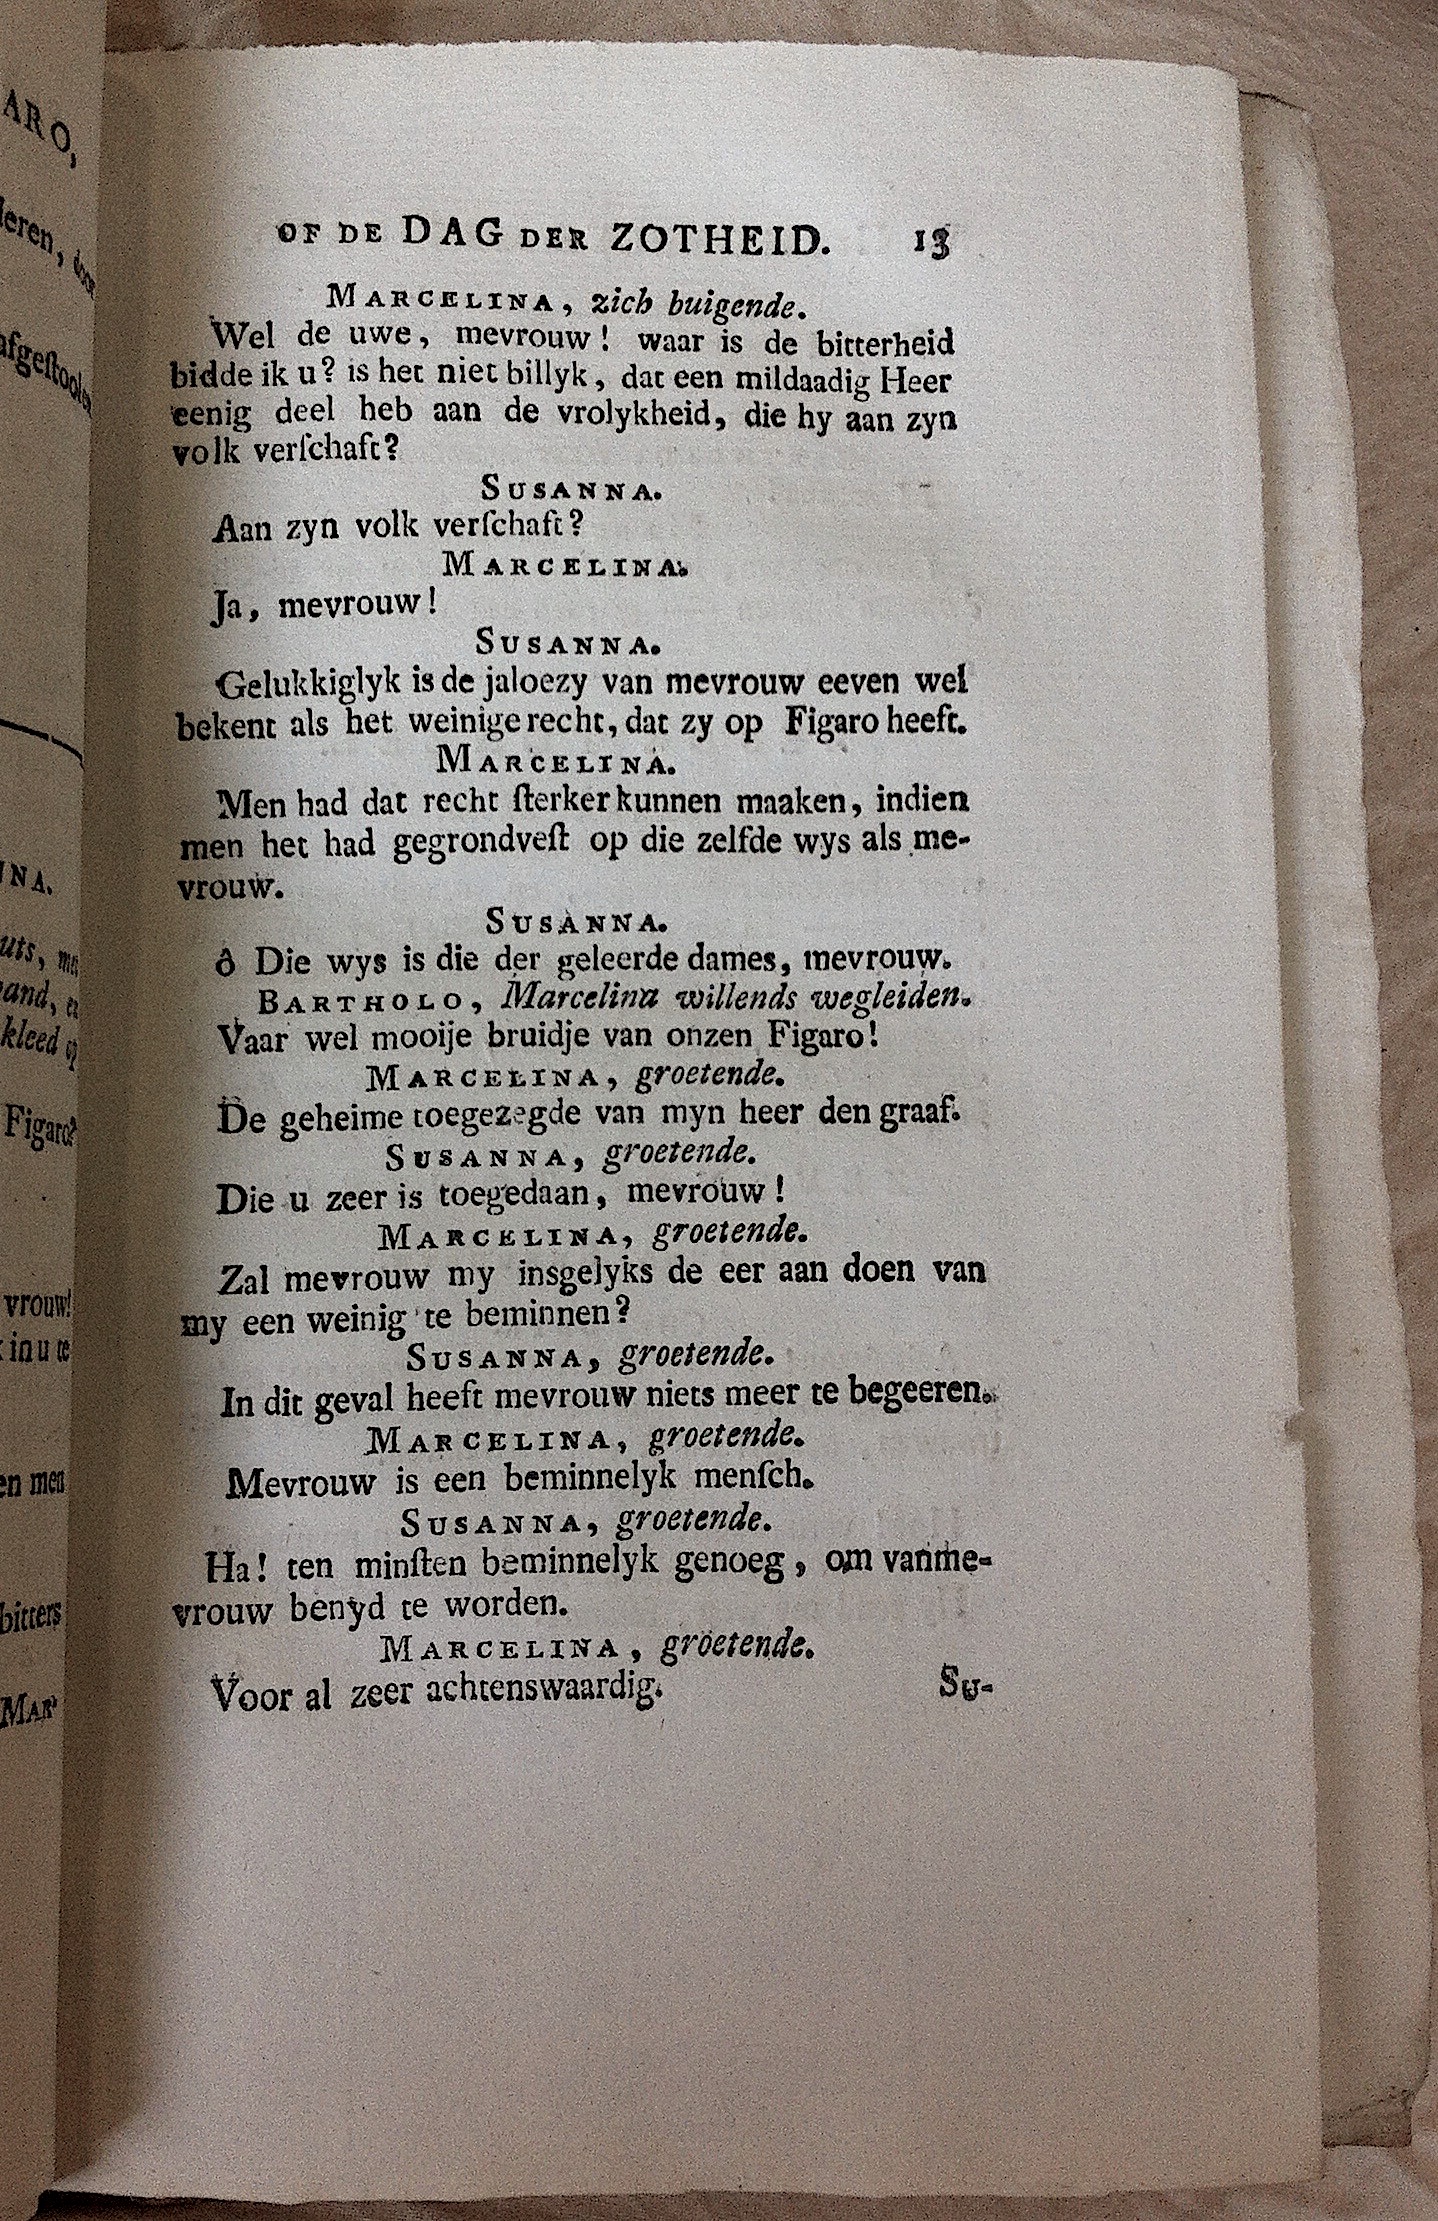 OF DE DAG DER ZOTHEID. 13
MARCELINA, zich buigende.
Wel de uwe, mevrouw! waar is de bitterheid
bidde ik u? is het niet billyk, dat een mildaadig Heer
eenig deel heb aan de vrolykheid, die hy aan zyn
volk verſchaft?
SUSANNA.
Aan zyn volk verſchaft?
MARCELINA.
Ja, mevrouw!
SUSANNA.
Gelukkiglyk is de jaloezy van mevrouw eeven wel
bekent als het weinige recht, dat zy op Figaro heeft.
MARCELINA.
Men had dat recht ſterker kunnen maaken, indien
men het had gegrondveſt op die zelfde wys als me-
vrouw.
SUSANNA.
ô Die wys is die der geleerde dames, mevrouw.
BARTHOLO, Marcelina willende wegleiden.
Vaar wel mooije bruidje van onzen Figaro!
MARCELINA, groetende.
De geheime toegezegde van myn heer den graaf.
SUSANNA, groetende.
Die u zeer is toegedaan, mevrouw!
MARCELINA, groetende.
Zal mevrouw my insgelyks de eer aan doen van
my een weinig te beminnen?
SUSANNA, groetende.
In dit geval heeft mevrouw niets meer te begeeren.
MARCELINA, groetende.
Mevrouw is een beminnelyk menſch.
SUSANNA, groetende.
Ha! ten minſten beminnelyk genoeg, om van me-
vrouw benyd te worden.
MARCELINA, groetende.
Voor al zeer achtenswaardig. Su-